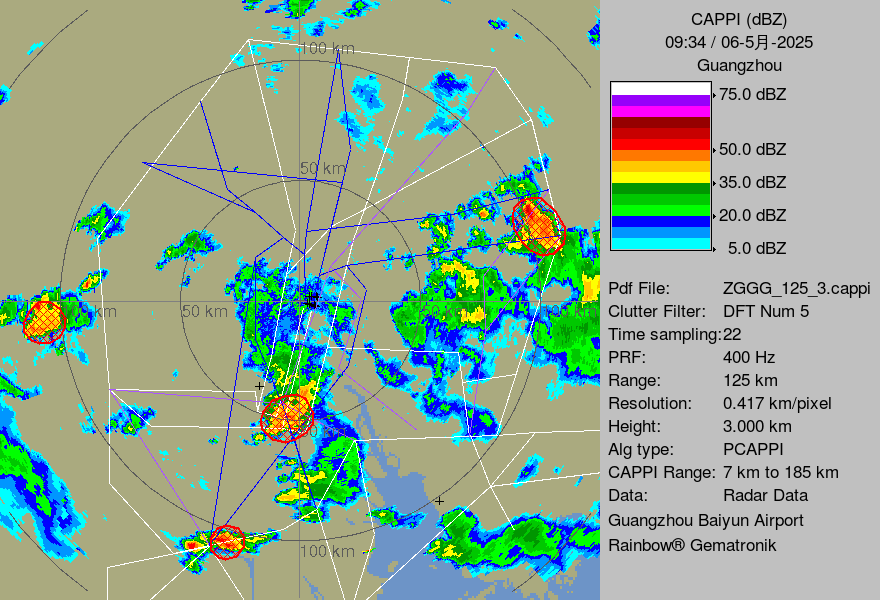 CAPPI (dBZ)
09:34 / 06-5月-2025
Guangzhou
75.0 dBZ
50.0 dBZ
35.0 dBZ
20.0 dBZ
5.0 dBZ
Pdf File: ZGGG_125_3.cappi
Clutter Filter: DFT Num 5
Time sampling:22
PRF: 400 Hz
Range: 125 km
Resolution: 0.417 km/pixel
Height: 3.000 km
Alg type: PCAPPI
CAPPI Range: 7 km to 185 km
Data: Radar Data
Guangzhou Baiyun Airport
Rainbow® Gematronik
100 km
50 km
50 km
100 km